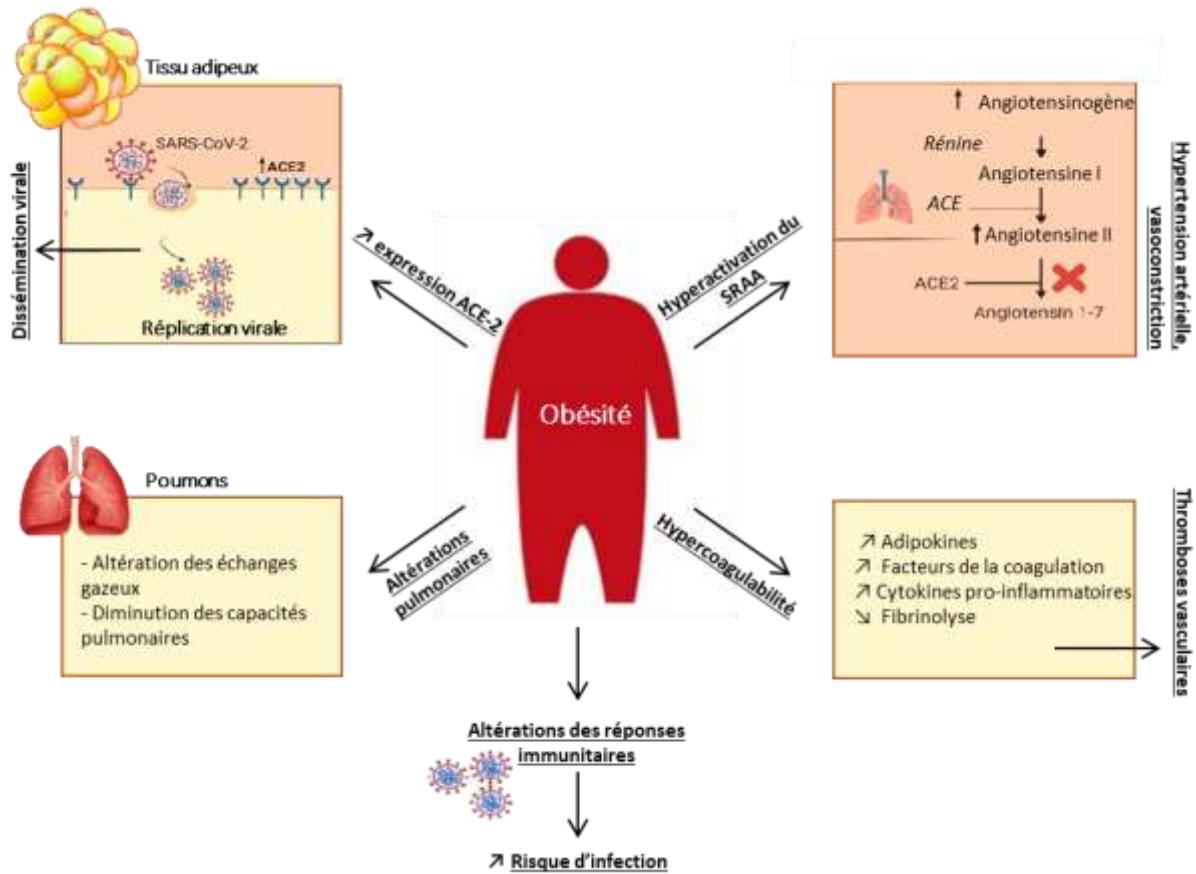 Tissu adipeux
SARS-CoV-2
↑ACE2
Réplication virale
Dissémination virale
↗ expression ACE-2
Hyperactivation du
SRAA
↑ Angiotensinogène
Rénine
Angiotensine I
ACE
↑Angiotensine II
ACE2
Angiotensin 1-7
Hypertension artérielle,
vasoconstriction
Obésité
Poumons
- Altération des échanges
gazeux
- Diminution des capacités
pulmonaires
Altérations
pulmonaires
Hypercoagulabilité
↗ Adipokines
↗ Facteurs de la coagulation
↗ Cytokines pro-inflammatoires
↘ Fibrinolyse
Thromboses vasculaires
Altérations des réponses
immunitaires
↗ Risque d'infection